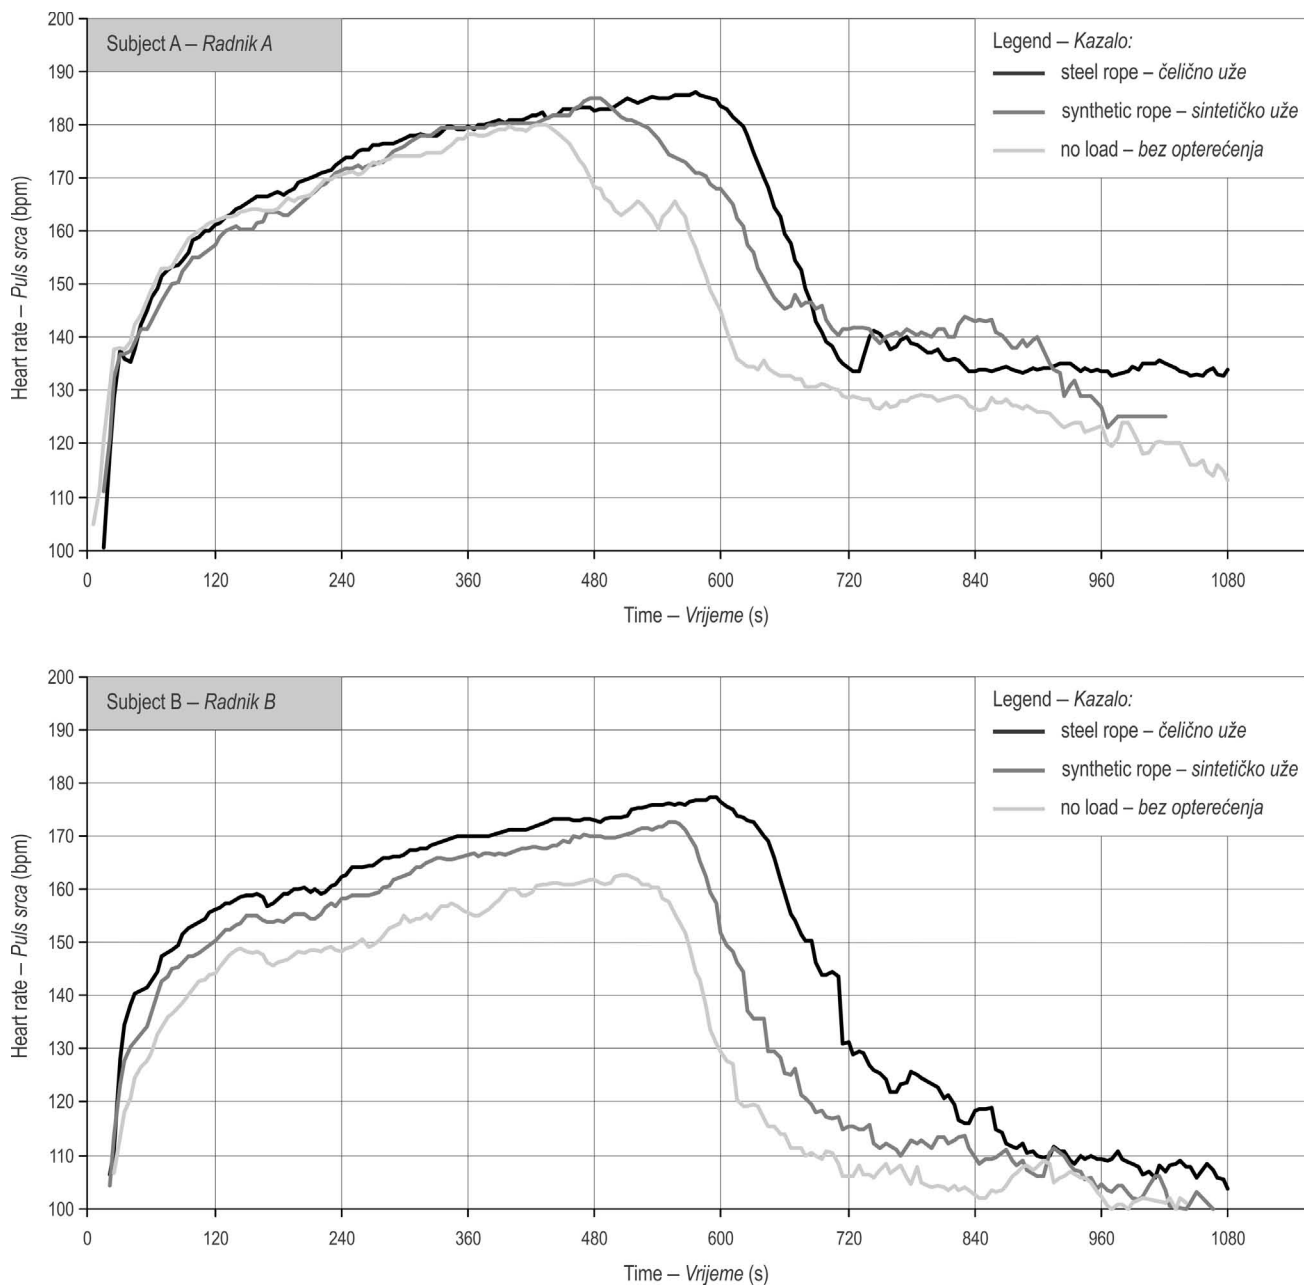 Subject A – Radnik A
Legend – Kazalo:
steel rope – čelično uže
synthetic rope – sintetičko uže
no load – bez opterećenja
Heart rate – Puls srca (bpm)
200
190
180
170
160
150
140
130
120
110
100
0 120 240 360 480 600 720 840 960 1080
Time – Vrijeme (s)
Subject B – Radnik B
Legend – Kazalo:
steel rope – čelično uže
synthetic rope – sintetičko uže
no load – bez opterećenja
Heart rate – Puls srca (bpm)
200
190
180
170
160
150
140
130
120
110
100
0 120 240 360 480 600 720 840 960 1080
Time – Vrijeme (s)